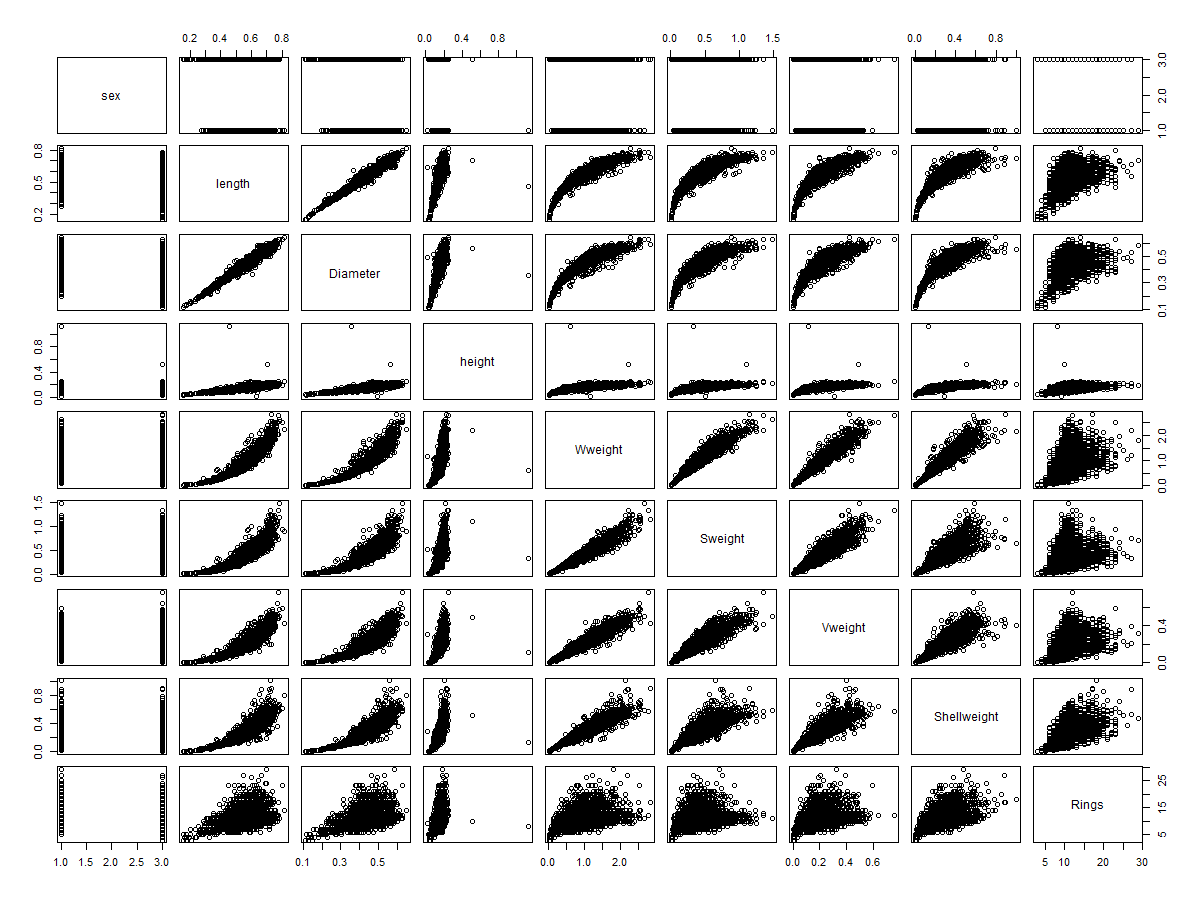 0.2 0.4 0.6 0.8 0.0 0.4 0.8 0.0 0.5 1.0 1.5 0.0 0.4 0.8
sex 1.0 2.0 3.0
0.2 0.5 0.8 length
Diameter 0.1 0.3 0.5
0.0 0.4 0.8 height
Wweight 0.0 1.0 2.0
0.0 0.5 1.0 1.5 Sweight
Vweight 0.0 0.4
0.0 0.4 0.8 Shellweight
Rings 5 15 25
1.0 1.5 2.0 2.5 3.0 0.1 0.3 0.5 0.0 1.0 2.0 0.0 0.2 0.4 0.6 5 10 20 30